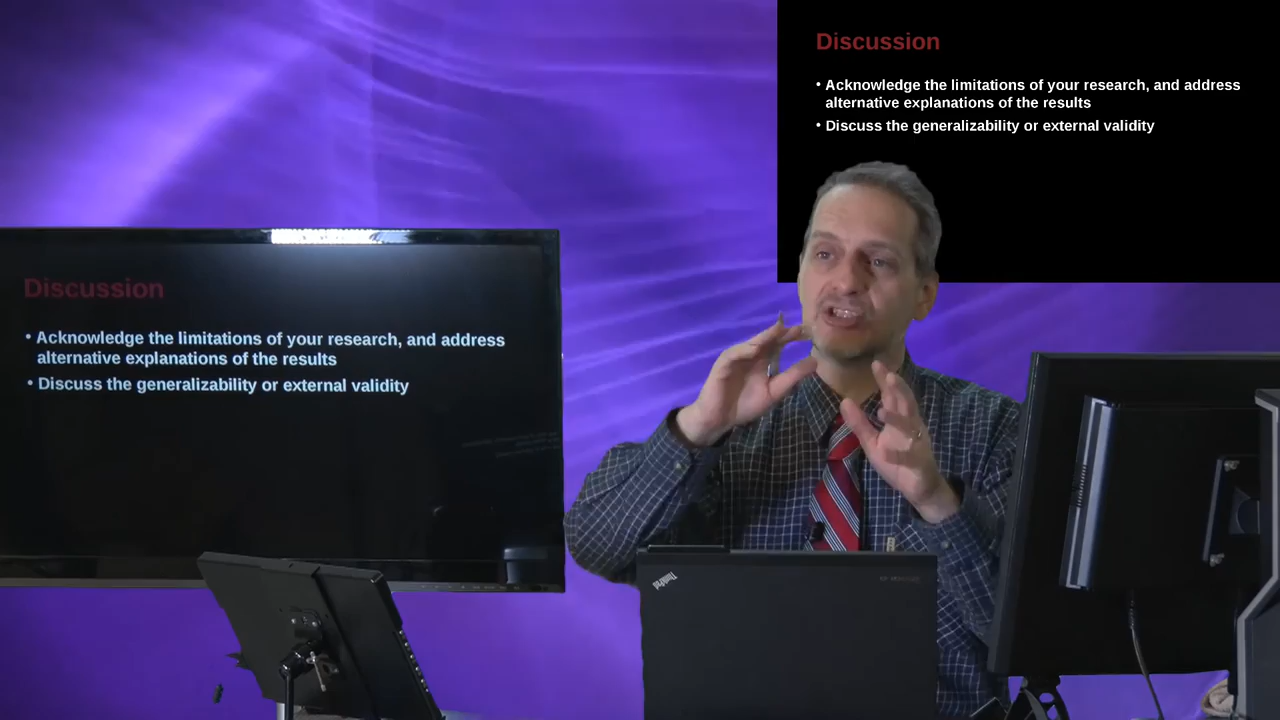 Discussion
• Acknowledge the limitations of your research, and address
alternative explanations of the results
• Discuss the generalizability or external validity
Discussion
• Acknowledge the limitations of your research, and address
alternative explanations of the results
• Discuss the generalizability or external validity
ThinkPad